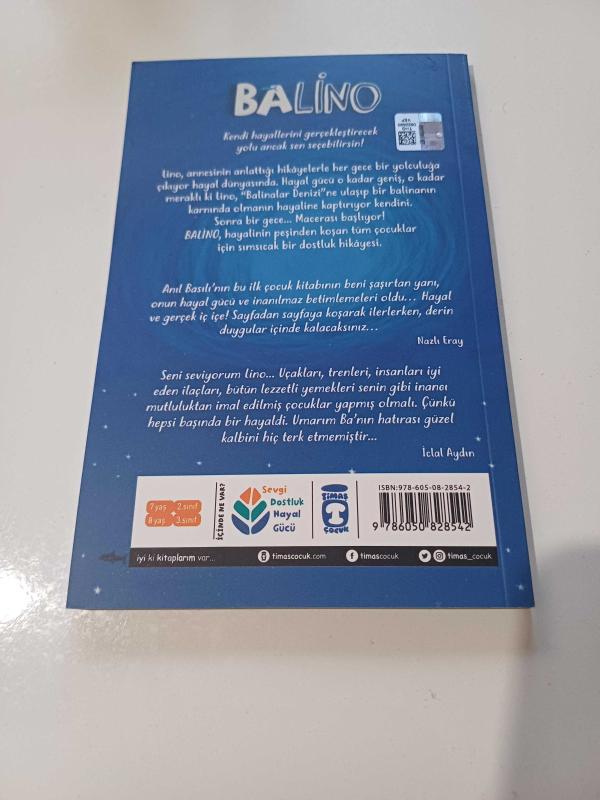 BALİNO
Kendi hayallerini gerçekleştirecek
yolu ancak sen seçebilirsin!
Lino, annesinin anlattığı hikâyelerle her gece bir yolculuğa
çıkıyor hayal dünyasında. Hayal gücü o kadar geniş, o kadar
meraklı ki Lino, "Balinalar Denizi"ne ulaşıp bir balinanın
karnında olmanın hayaline kaptırıyor kendini.
Sonra bir gece... Macerası başlıyor!
BALİNO, hayalinin peşinden koşan tüm çocuklar
için sımsıcak bir dostluk hikâyesi.
Anıl Basılı'nın bu ilk çocuk kitabının beni şaşırtan yanı,
onun hayal gücü ve inanılmaz betimlemeleri oldu... Hayal
ve gerçek iç içe! Sayfadan sayfaya koşarak ilerlerken, derin
duygular içinde kalacaksınız...
Nazlı Eray
Seni seviyorum Lino... Uçakları, trenleri, insanları iyi
eden ilaçları, bütün lezzetli yemekleri senin gibi inancı
mutluluktan imal edilmiş çocuklar yapmış olmalı. Çünkü
hepsi başında bir hayaldi. Umarım Ba'nın hatırası güzel
kalbini hiç terk etmemiştir...
İclal Aydın
7 yaş 2.sınıf
+
8 yaş 3.sınıf
İÇİNDE NE VAR?
Sevgi
Dostluk
Hayal
Gücü
TİMAŞ
ÇOCUK
ISBN:978-605-08-2854-2
9 786050 828542
iyi ki kitaplarım var...
timascocuk.com
timascocuk
timas_cocuk